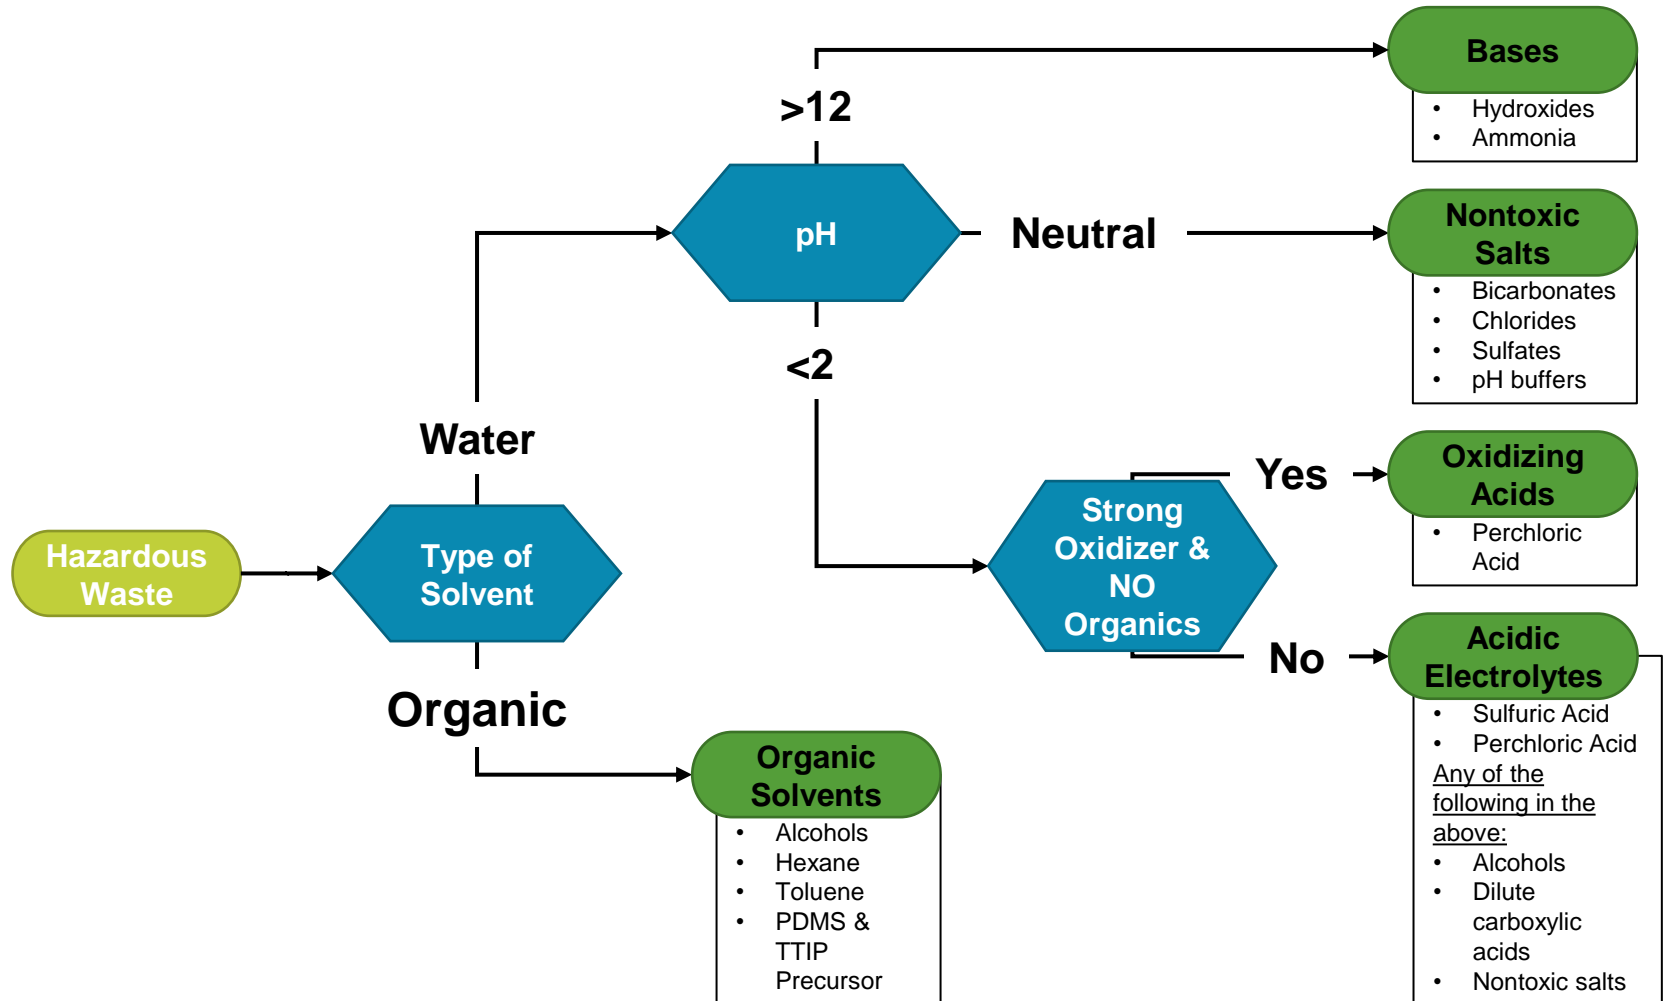 Bases
• Hydroxides
• Ammonia
>12
pH
Neutral
Nontoxic
Salts
• Bicarbonates
• Chlorides
• Sulfates
• pH buffers
<2
Water
Hazardous
Waste
Type of
Solvent
Strong
Oxidizer &
NO
Organics
Yes
Oxidizing
Acids
• Perchloric
Acid
No
Acidic
Electrolytes
• Sulfuric Acid
• Perchloric Acid
Any of the
following in the
above:
• Alcohols
• Dilute
carboxylic
acids
• Nontoxic salts
Organic
Organic
Solvents
• Alcohols
• Hexane
• Toluene
• PDMS &
TTIP
Precursor